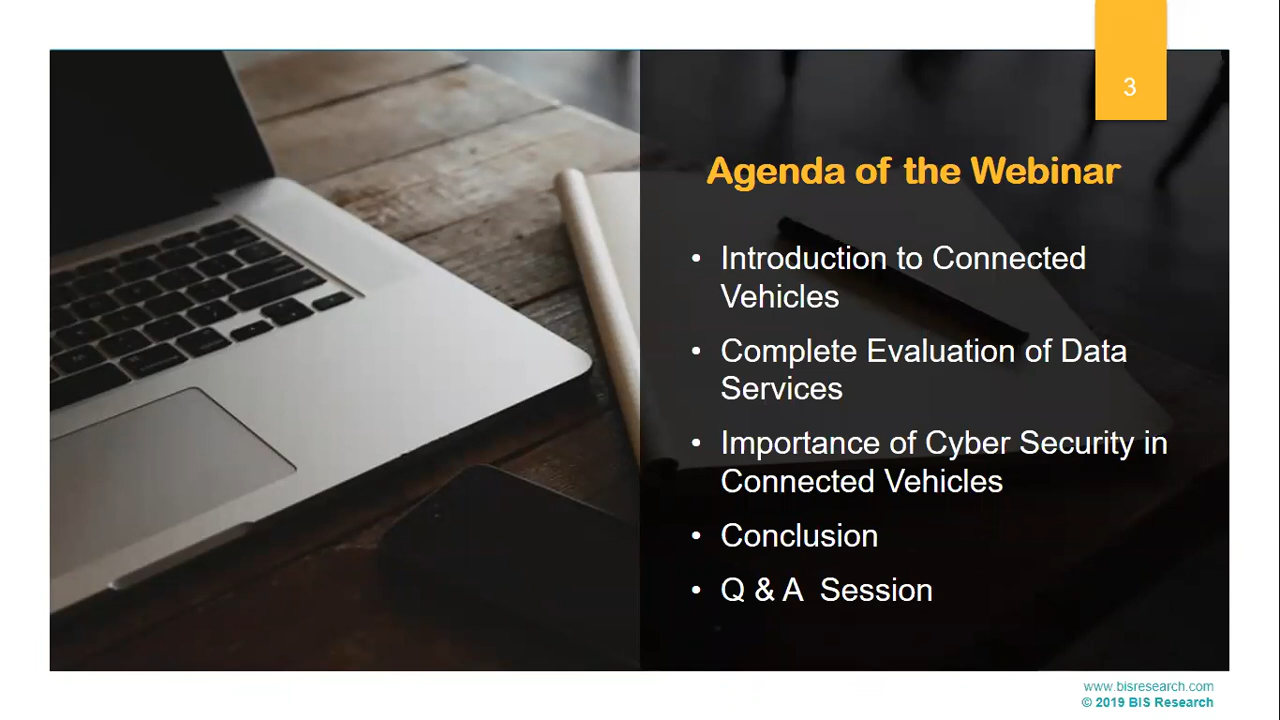 3
Agenda of the Webinar
• Introduction to Connected
Vehicles
• Complete Evaluation of Data
Services
• Importance of Cyber Security in
Connected Vehicles
• Conclusion
• Q & A  Session
www.bisresearch.com
© 2019 BIS Research